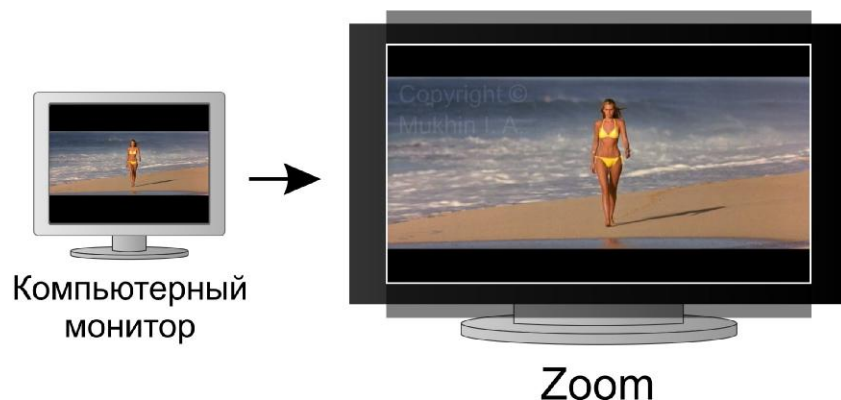 Copyright ©
Mukhin I. A.
Компьютерный
монитор
Zoom